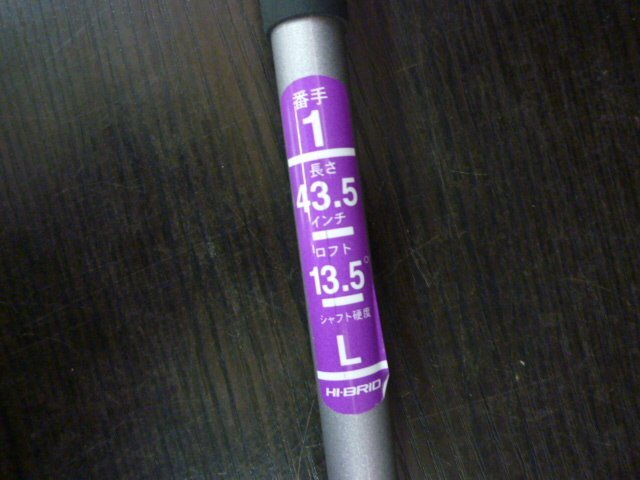 番手
1
長さ
43.5
インチ
ロフト
13.5°
シャフト硬度
L
HI-BRID